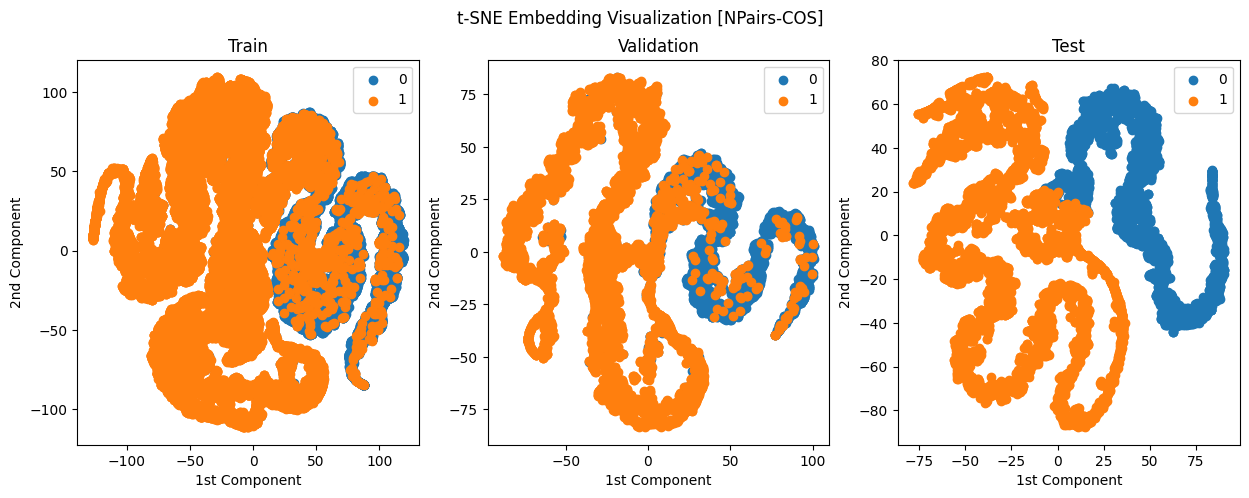 t-SNE Embedding Visualization [NPairs-COS]
Train
Validation
Test
0
1
0
1
0
1
100
50
0
−50
−100
75
50
25
0
−25
−50
−75
80
60
40
20
0
−20
−40
−60
−80
2nd Component
2nd Component
2nd Component
−100 −50 0 50 100
−50 0 50 100
−75 −50 −25 0 25 50 75
1st Component
1st Component
1st Component